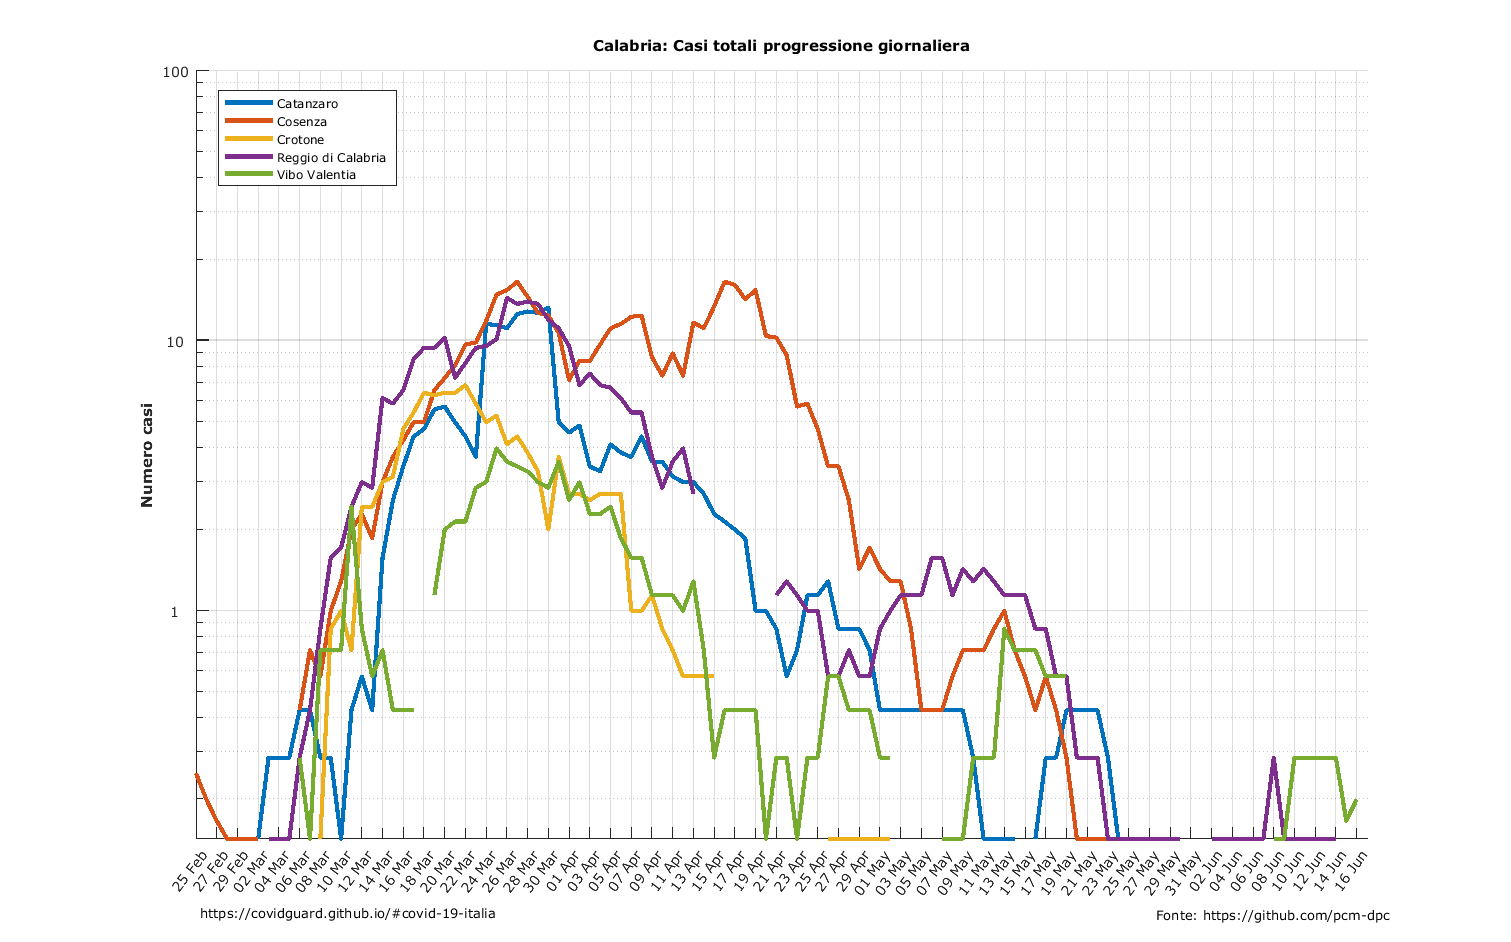 Calabria: Casi totali progressione giornaliera
100
10
1
Numero casi
Catanzaro
Cosenza
Crotone
Reggio di Calabria
Vibo Valentia
25 Feb
27 Feb
29 Feb
02 Mar
04 Mar
06 Mar
08 Mar
10 Mar
12 Mar
14 Mar
16 Mar
18 Mar
20 Mar
22 Mar
24 Mar
26 Mar
28 Mar
30 Mar
01 Apr
03 Apr
05 Apr
07 Apr
09 Apr
11 Apr
13 Apr
15 Apr
17 Apr
19 Apr
21 Apr
23 Apr
25 Apr
27 Apr
29 Apr
01 May
03 May
05 May
07 May
09 May
11 May
13 May
15 May
17 May
19 May
21 May
23 May
25 May
27 May
29 May
31 May
02 Jun
04 Jun
06 Jun
08 Jun
10 Jun
12 Jun
14 Jun
16 Jun
https://covidguard.github.io/#covid-19-italia
Fonte: https://github.com/pcm-dpc